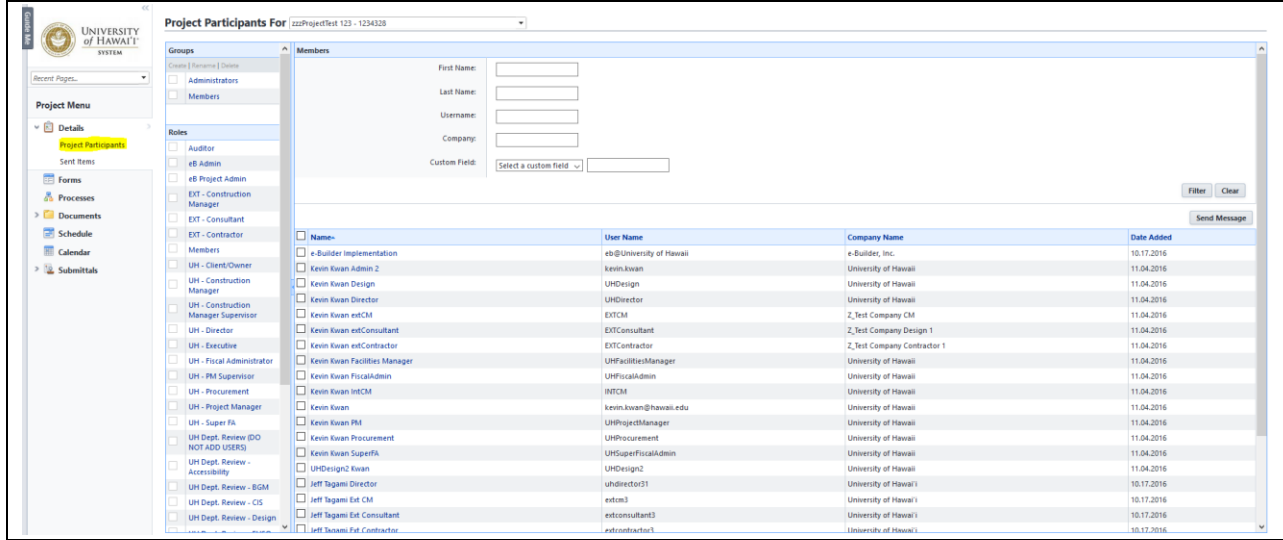 Guide Me
UNIVERSITY
of HAWAI'I
SYSTEM
Recent Pages...
Project Menu
Details
Project Participants
Sent Items
Forms
Processes
Documents
Schedule
Calendar
Submittals
Project Participants For zzzProjectTest 123 - 1234328
Groups
Create | Rename | Delete
Administrators
Members
Roles
Auditor
eB Admin
eB Project Admin
EXT - Construction
Manager
EXT - Consultant
EXT - Contractor
Members
UH - Client/Owner
UH - Construction
Manager
UH - Construction
Manager Supervisor
UH - Director
UH - Executive
UH - Fiscal Administrator
UH - PM Supervisor
UH - Procurement
UH - Project Manager
UH - Super FA
UH Dept. Review (DO
NOT ADD USERS)
UH Dept. Review -
Accessibility
UH Dept. Review - BGM
UH Dept. Review - CIS
UH Dept. Review - Design
Members
First Name:
Last Name:
Username:
Company:
Custom Field: Select a custom field
Filter Clear
Send Message
Name User Name Company Name Date Added
e-Builder Implementation eb@University of Hawaii e-Builder, Inc. 10.17.2016
Kevin Kwan Admin 2 kevin.kwan University of Hawaii 11.04.2016
Kevin Kwan Design UHDesign University of Hawaii 11.04.2016
Kevin Kwan Director UHDirector University of Hawaii 11.04.2016
Kevin Kwan extCM EXTCM Z_Test Company CM 11.04.2016
Kevin Kwan extConsultant EXTConsultant Z_Test Company Design 1 11.04.2016
Kevin Kwan extContractor EXTContractor Z_Test Company Contractor 1 11.04.2016
Kevin Kwan Facilities Manager UHFacilitiesManager University of Hawaii 11.04.2016
Kevin Kwan FiscalAdmin UHFiscalAdmin University of Hawaii 11.04.2016
Kevin Kwan IntCM INTCM University of Hawaii 11.04.2016
Kevin Kwan kevin.kwan@hawaii.edu University of Hawaii 11.04.2016
Kevin Kwan PM UHProjectManager University of Hawaii 11.04.2016
Kevin Kwan Procurement UHProcurement University of Hawaii 11.04.2016
Kevin Kwan SuperFA UHSuperFiscalAdmin University of Hawaii 11.04.2016
UHDesign2 Kwan UHDesign2 University of Hawaii 11.04.2016
Jeff Tagami Director uhdirector31 University of Hawai'i 10.17.2016
Jeff Tagami Ext CM extcm3 University of Hawai'i 10.17.2016
Jeff Tagami Ext Consultant extconsultant3 University of Hawai'i 10.17.2016
Jeff Tagami Ext Contractor extcontractor3 University of Hawai'i 10.17.2016